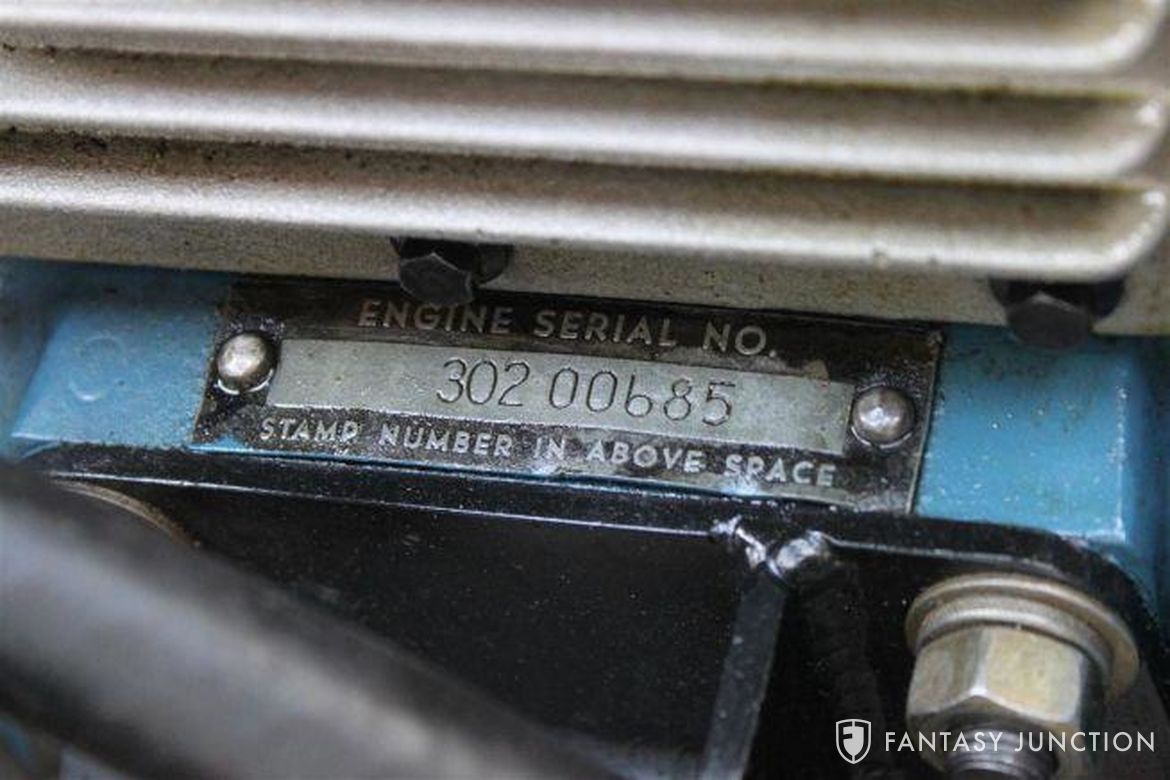 ENGINE SERIAL NO.
302 00685
STAMP NUMBER IN ABOVE SPACE
FANTASY JUNCTION